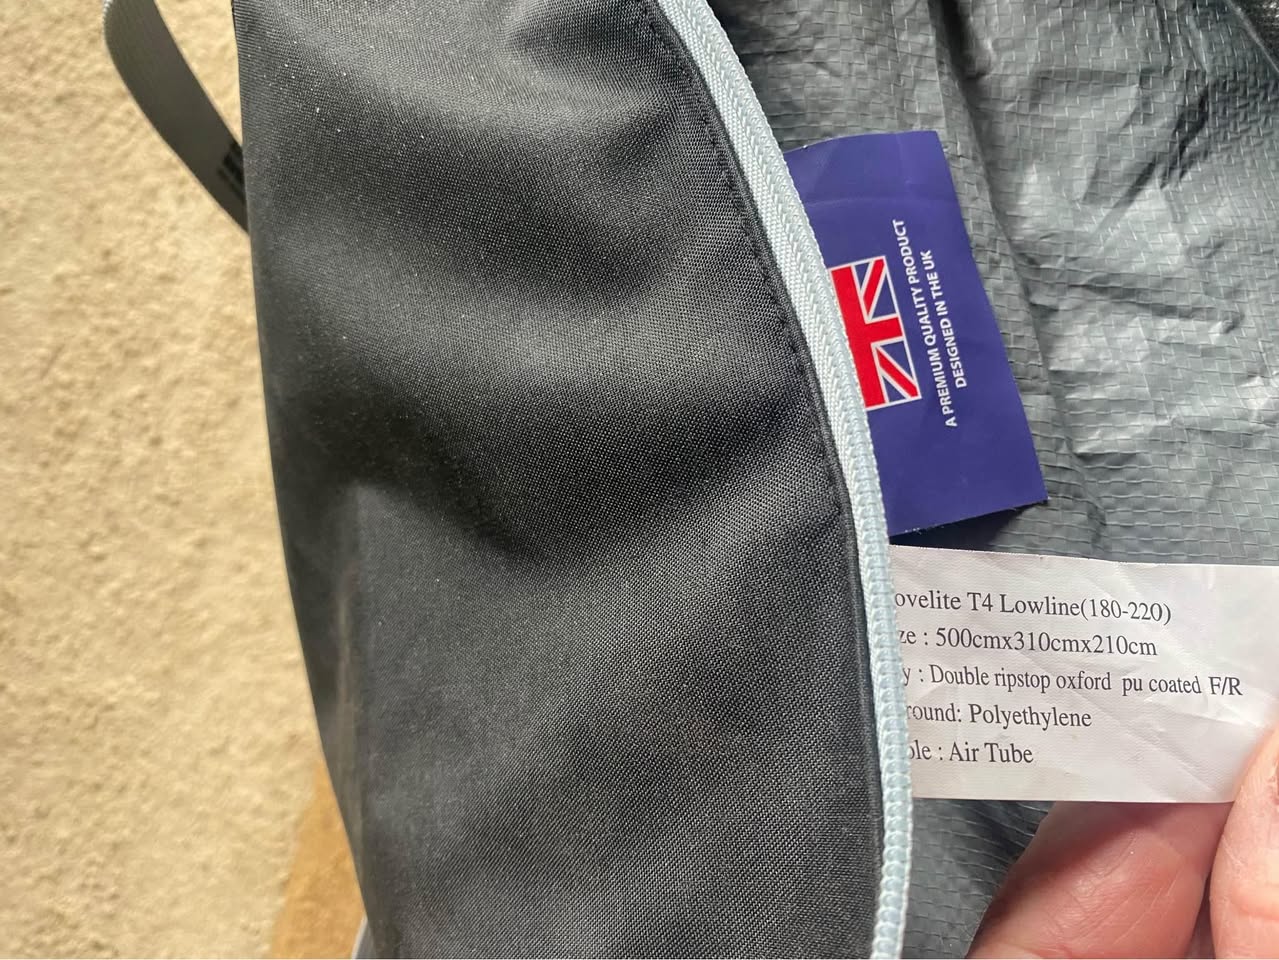 A PREMIUM QUALITY PRODUCT
DESIGNED IN THE UK
ovelite T4 Lowline(180-220)
ze : 500cmx310cmx210cm
y : Double ripstop oxford pu coated F/R
round: Polyethylene
ole : Air Tube